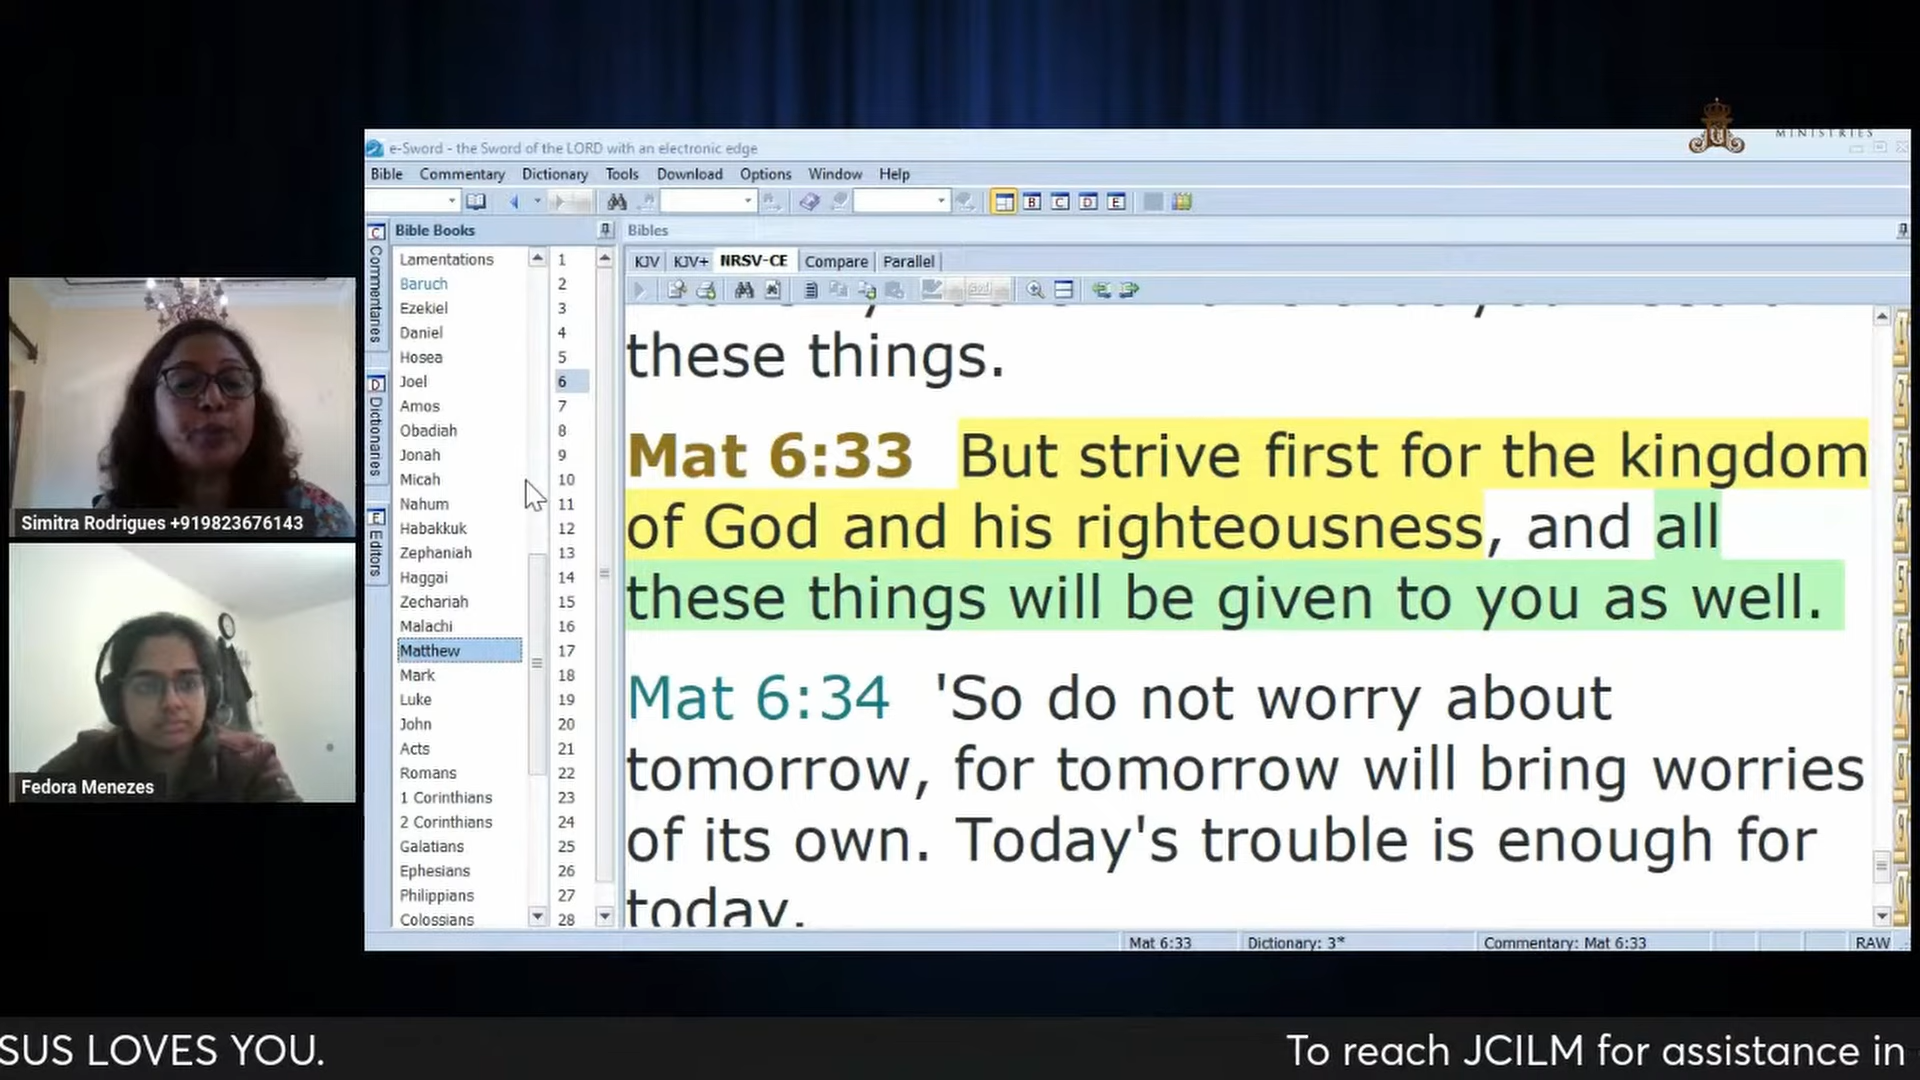 MINISTRIES
e-Sword - the Sword of the LORD with an electronic edge
Bible Commentary Dictionary Tools Download Options Window Help
B C D E
Bible Books
Bibles
C Commentaries
D Dictionaries
E Editors
Lamentations
Baruch
Ezekiel
Daniel
Hosea
Joel
Amos
Obadiah
Jonah
Micah
Nahum
Habakkuk
Zephaniah
Haggai
Zechariah
Malachi
Matthew
Mark
Luke
John
Acts
Romans
1 Corinthians
2 Corinthians
Galatians
Ephesians
Philippians
Colossians
1
2
3
4
5
6
7
8
9
10
11
12
13
14
15
16
17
18
19
20
21
22
23
24
25
26
27
28
KJV KJV+ NRSV-CE Compare Parallel
these things.
Mat 6:33 But strive first for the kingdom
of God and his righteousness, and all
these things will be given to you as well.
Mat 6:34 'So do not worry about
tomorrow, for tomorrow will bring worries
of its own. Today's trouble is enough for
today.
Mat 6:33 Dictionary: 3* Commentary: Mat 6:33 RAW
Simitra Rodrigues +919823676143
Fedora Menezes
SUS LOVES YOU.
To reach JCILM for assistance in